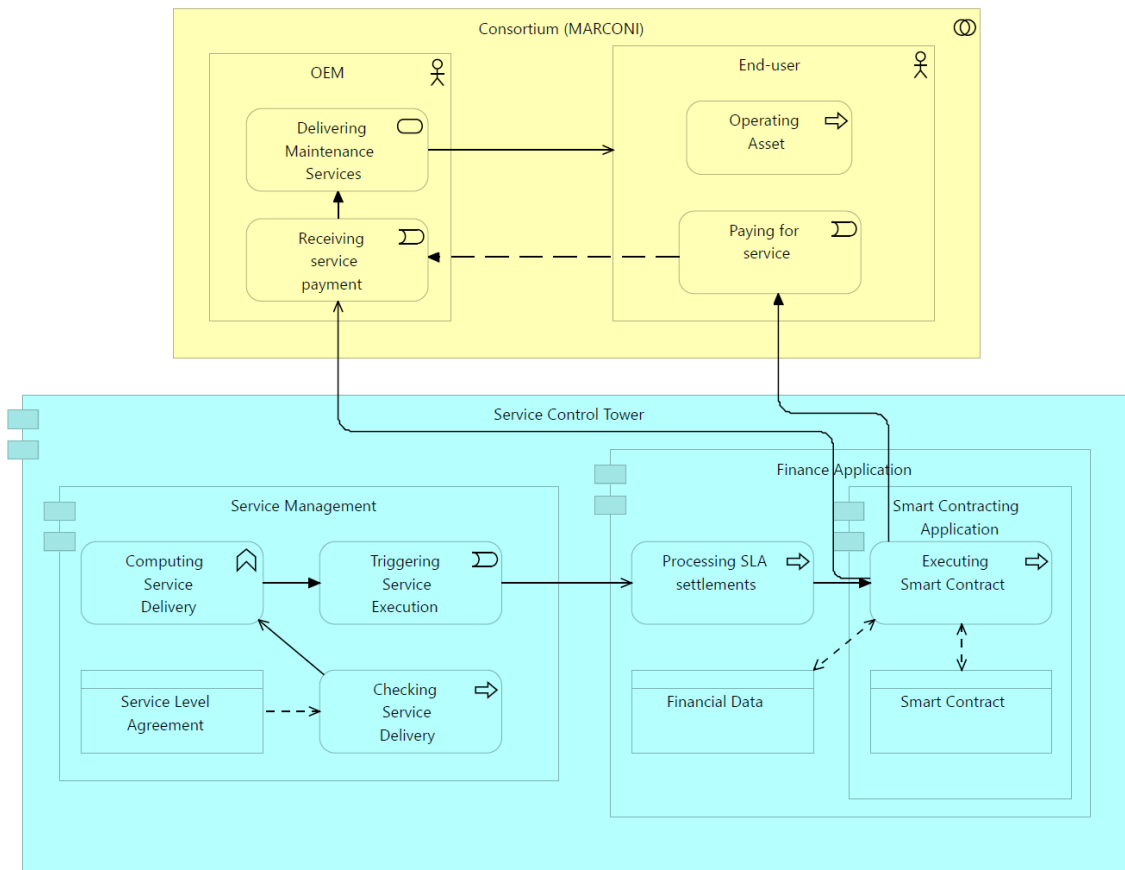 Consortium (MARCONI)
OEM
End-user
Delivering
Maintenance
Services
Operating
Asset
Receiving
service
payment
Paying for
service
Service Control Tower
Finance Application
Service Management
Smart Contracting
Application
Computing
Service
Delivery
Triggering
Service
Execution
Processing SLA
settlements
Executing
Smart Contract
Service Level
Agreement
Checking
Service
Delivery
Financial Data
Smart Contract